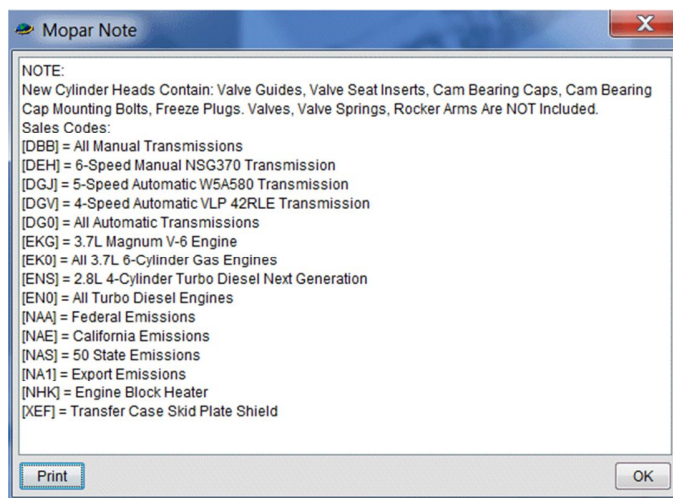 Mopar Note
X
NOTE:
New Cylinder Heads Contain: Valve Guides, Valve Seat Inserts, Cam Bearing Caps, Cam Bearing
Cap Mounting Bolts, Freeze Plugs. Valves, Valve Springs, Rocker Arms Are NOT Included.
Sales Codes:
[DBB] = All Manual Transmissions
[DEH] = 6-Speed Manual NSG370 Transmission
[DGJ] = 5-Speed Automatic W5A580 Transmission
[DGV] = 4-Speed Automatic VLP 42RLE Transmission
[DG0] = All Automatic Transmissions
[EKG] = 3.7L Magnum V-6 Engine
[EK0] = All 3.7L 6-Cylinder Gas Engines
[ENS] = 2.8L 4-Cylinder Turbo Diesel Next Generation
[EN0] = All Turbo Diesel Engines
[NAA] = Federal Emissions
[NAE] = California Emissions
[NAS] = 50 State Emissions
[NA1] = Export Emissions
[NHK] = Engine Block Heater
[XEF] = Transfer Case Skid Plate Shield
Print
OK